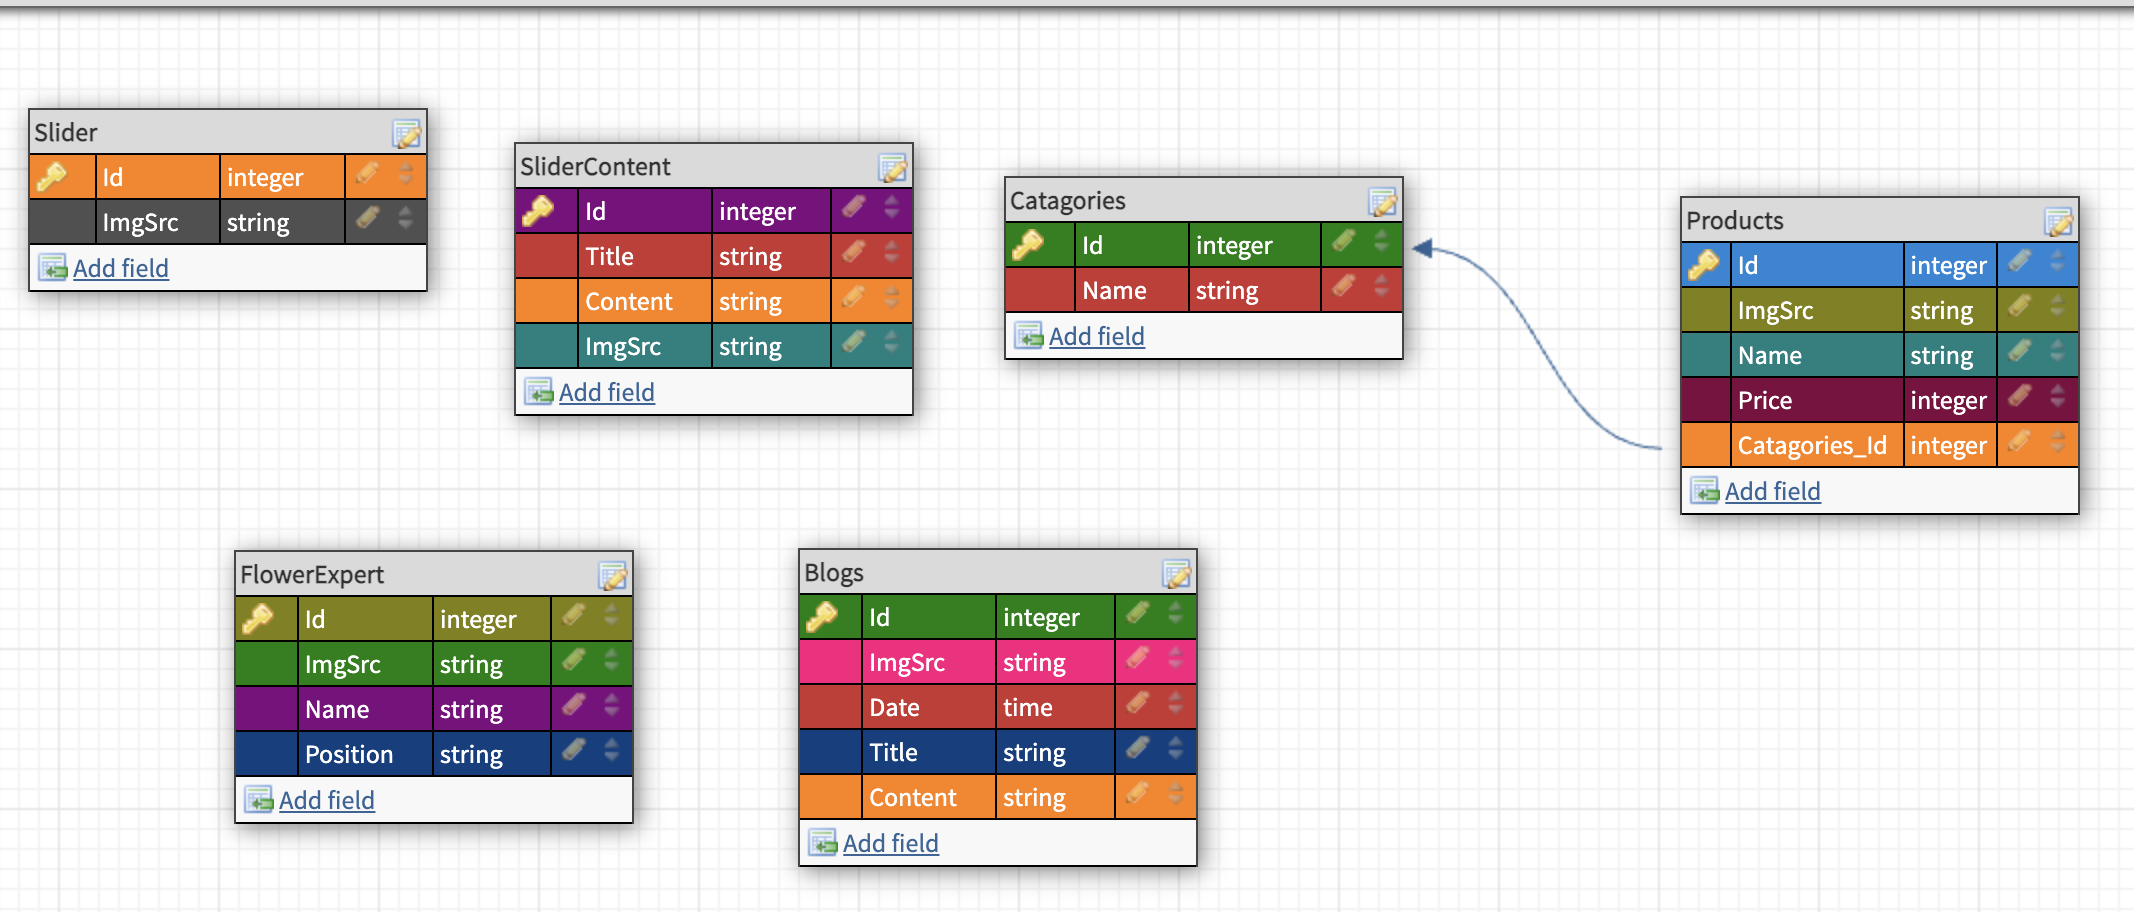 Slider
Id integer
ImgSrc string
Add field
SliderContent
Id integer
Title string
Content string
ImgSrc string
Add field
Catagories
Id integer
Name string
Add field
Products
Id integer
ImgSrc string
Name string
Price integer
Catagories_Id integer
Add field
FlowerExpert
Id integer
ImgSrc string
Name string
Position string
Add field
Blogs
Id integer
ImgSrc string
Date time
Title string
Content string
Add field